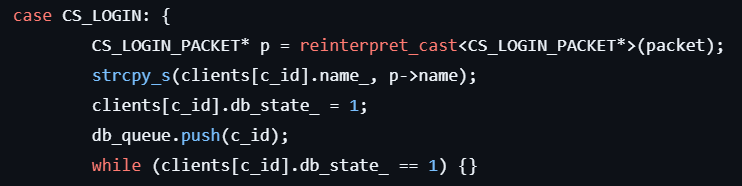 case CS_LOGIN: {
CS_LOGIN_PACKET* p = reinterpret_cast<CS_LOGIN_PACKET*>(packet);
strcpy_s(clients[c_id].name_, p->name);
clients[c_id].db_state_ = 1;
db_queue.push(c_id);
while (clients[c_id].db_state_ == 1) {}